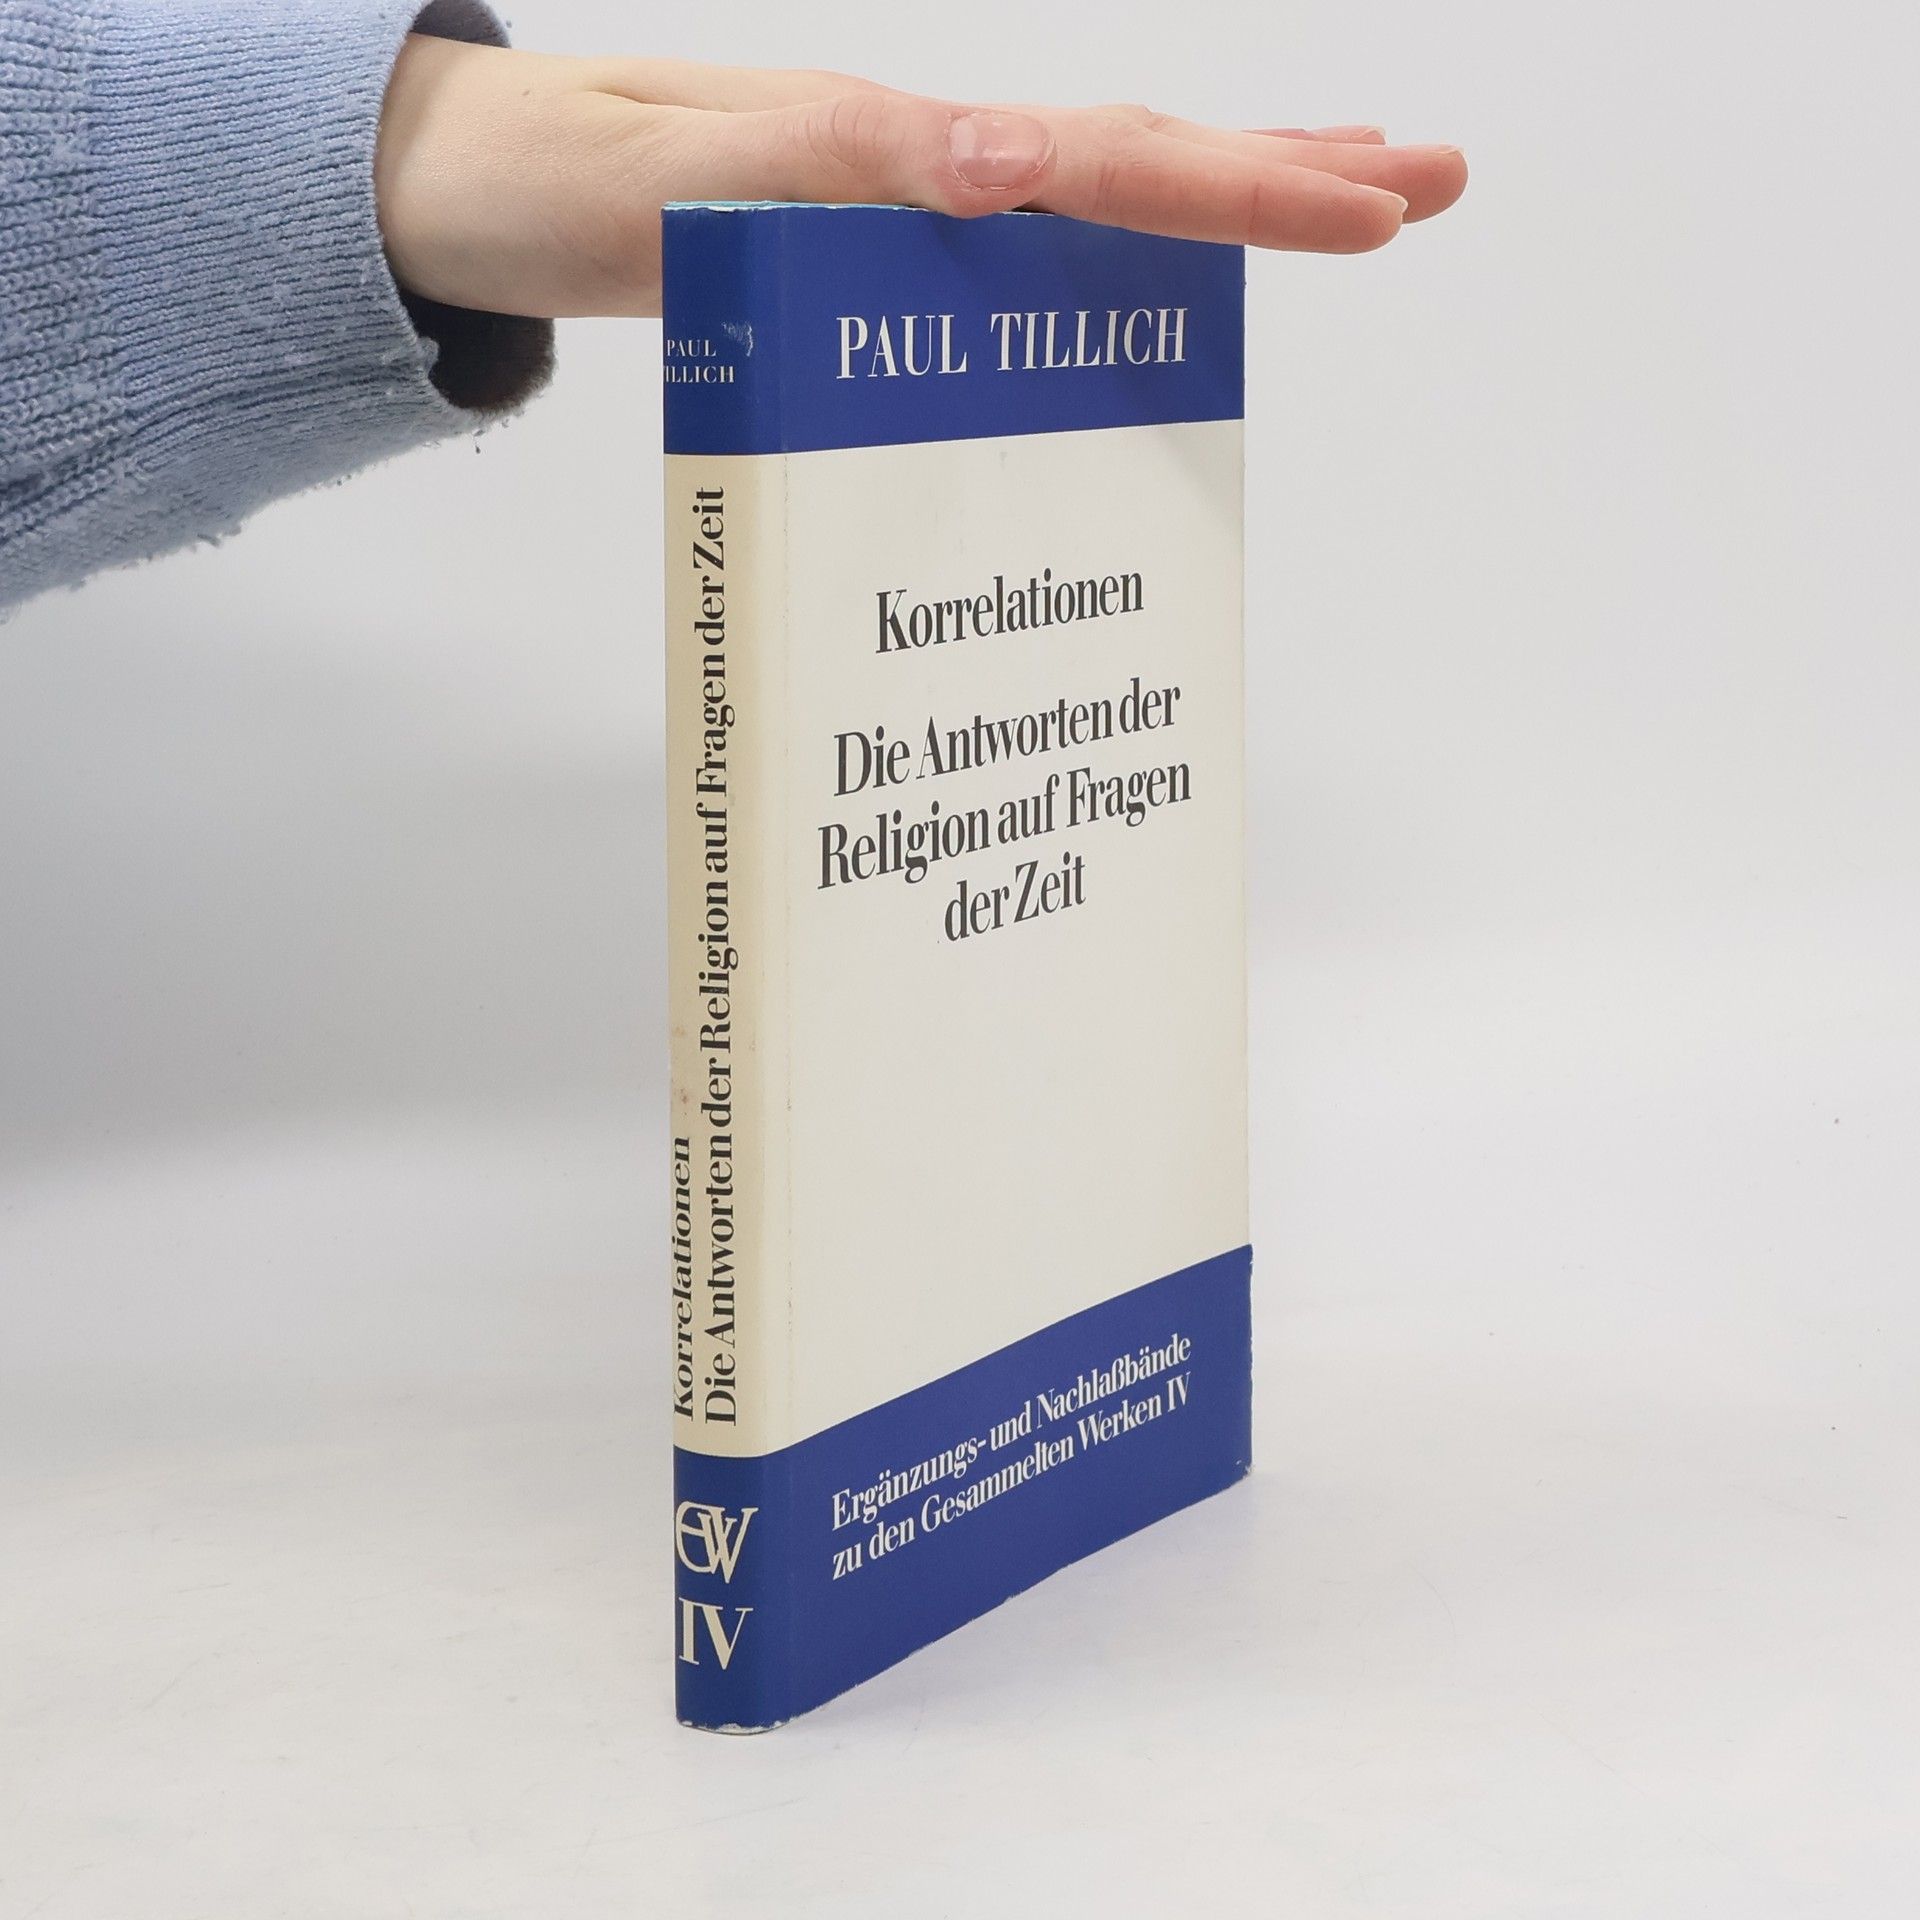 PAUL TILLICH
Korrelationen
Die Antworten der
Religion auf Fragen
der Zeit
Ergänzungs- und Nachlaßbände
zu den Gesammelten Werken IV
PAUL
TILLICH
Korrelationen
Die Antworten der Religion auf Fragen der Zeit
EW
IV